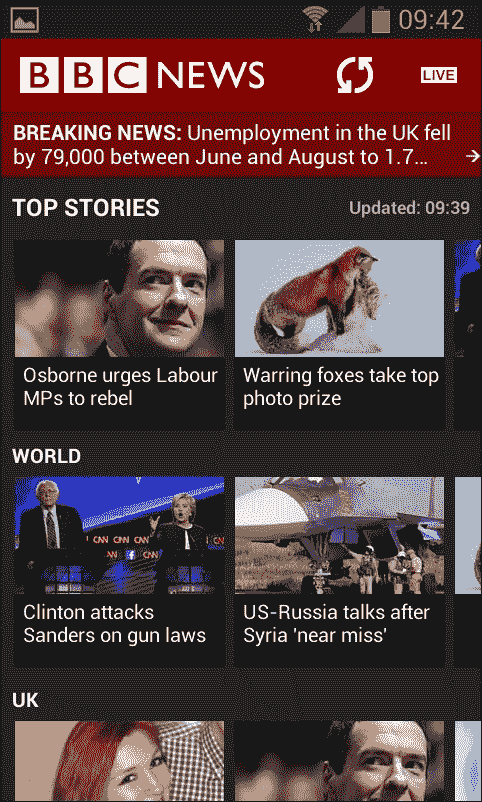 09:42
BBC NEWS
LIVE
BREAKING NEWS: Unemployment in the UK fell
by 79,000 between June and August to 1.7...
TOP STORIES
Updated: 09:39
Osborne urges Labour
MPs to rebel
Warring foxes take top
photo prize
WORLD
CNN CNN CNN
Clinton attacks
Sanders on gun laws
US-Russia talks after
Syria 'near miss'
UK